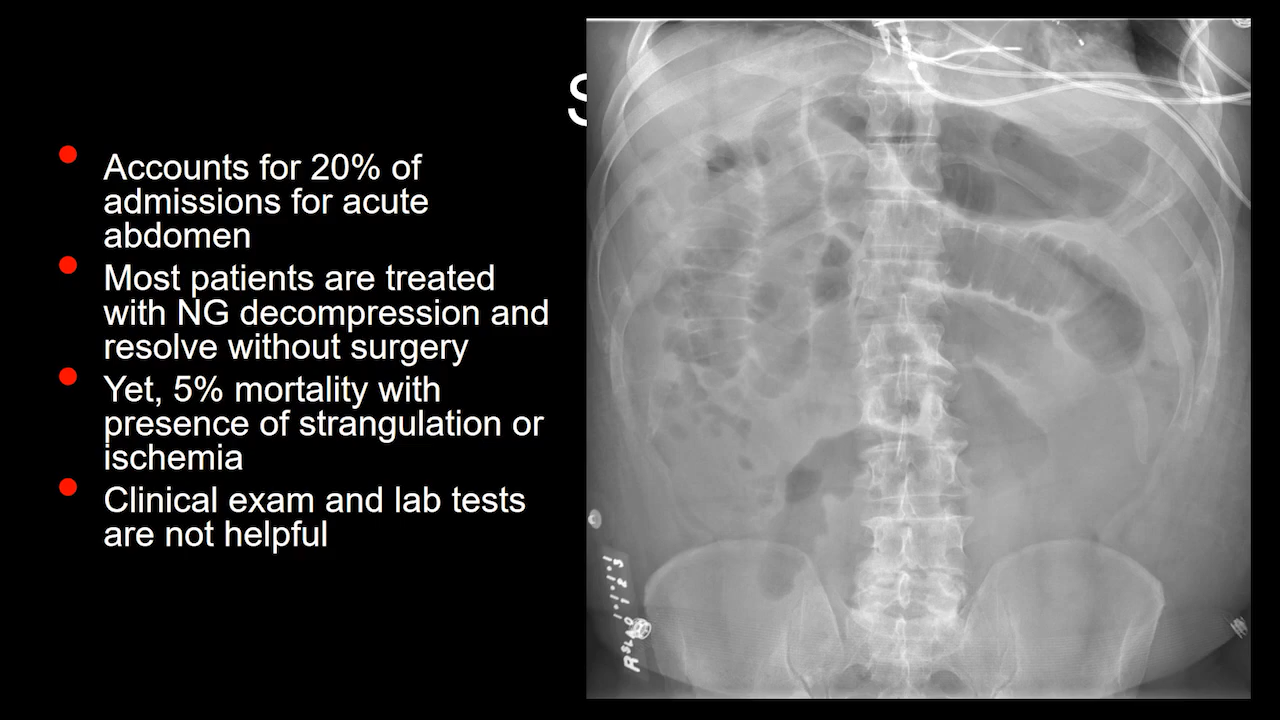 S
Accounts for 20% of
admissions for acute
abdomen
Most patients are treated
with NG decompression and
resolve without surgery
Yet, 5% mortality with
presence of strangulation or
ischemia
Clinical exam and lab tests
are not helpful